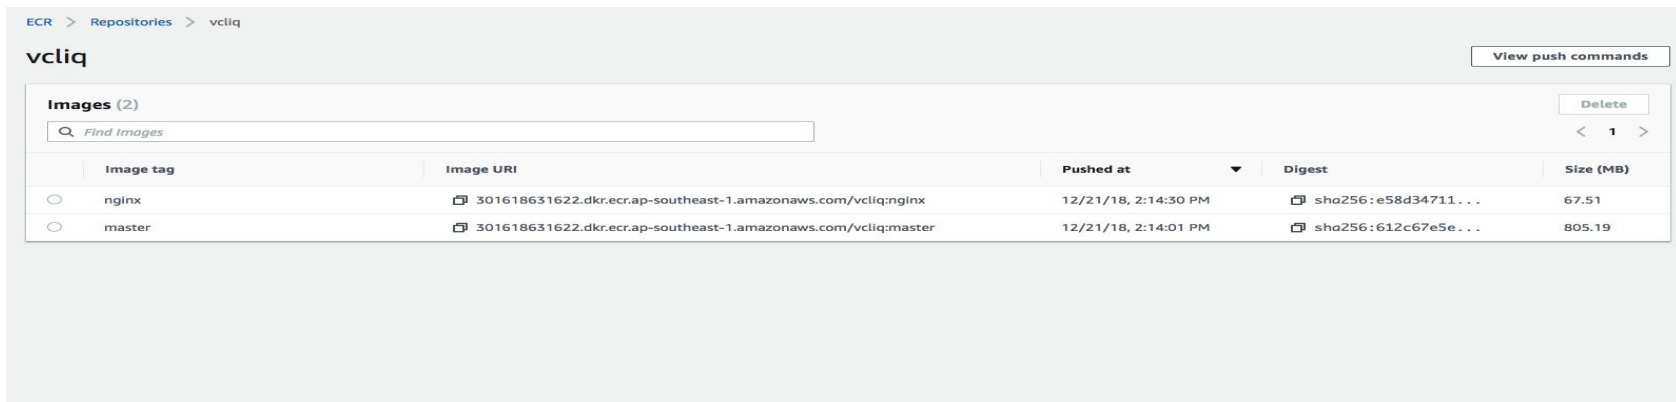 ECR > Repositories > vcliq
vcliq
View push commands
Images (2)
Delete
Find Images
< 1 >
Image tag Image URI Pushed at Digest Size (MB)
nginx 301618631622.dkr.ecr.ap-southeast-1.amazonaws.com/vcliq:nginx 12/21/18, 2:14:30 PM sha256:e58d34711... 67.51
master 301618631622.dkr.ecr.ap-southeast-1.amazonaws.com/vcliq:master 12/21/18, 2:14:01 PM sha256:612c67e5e... 805.19